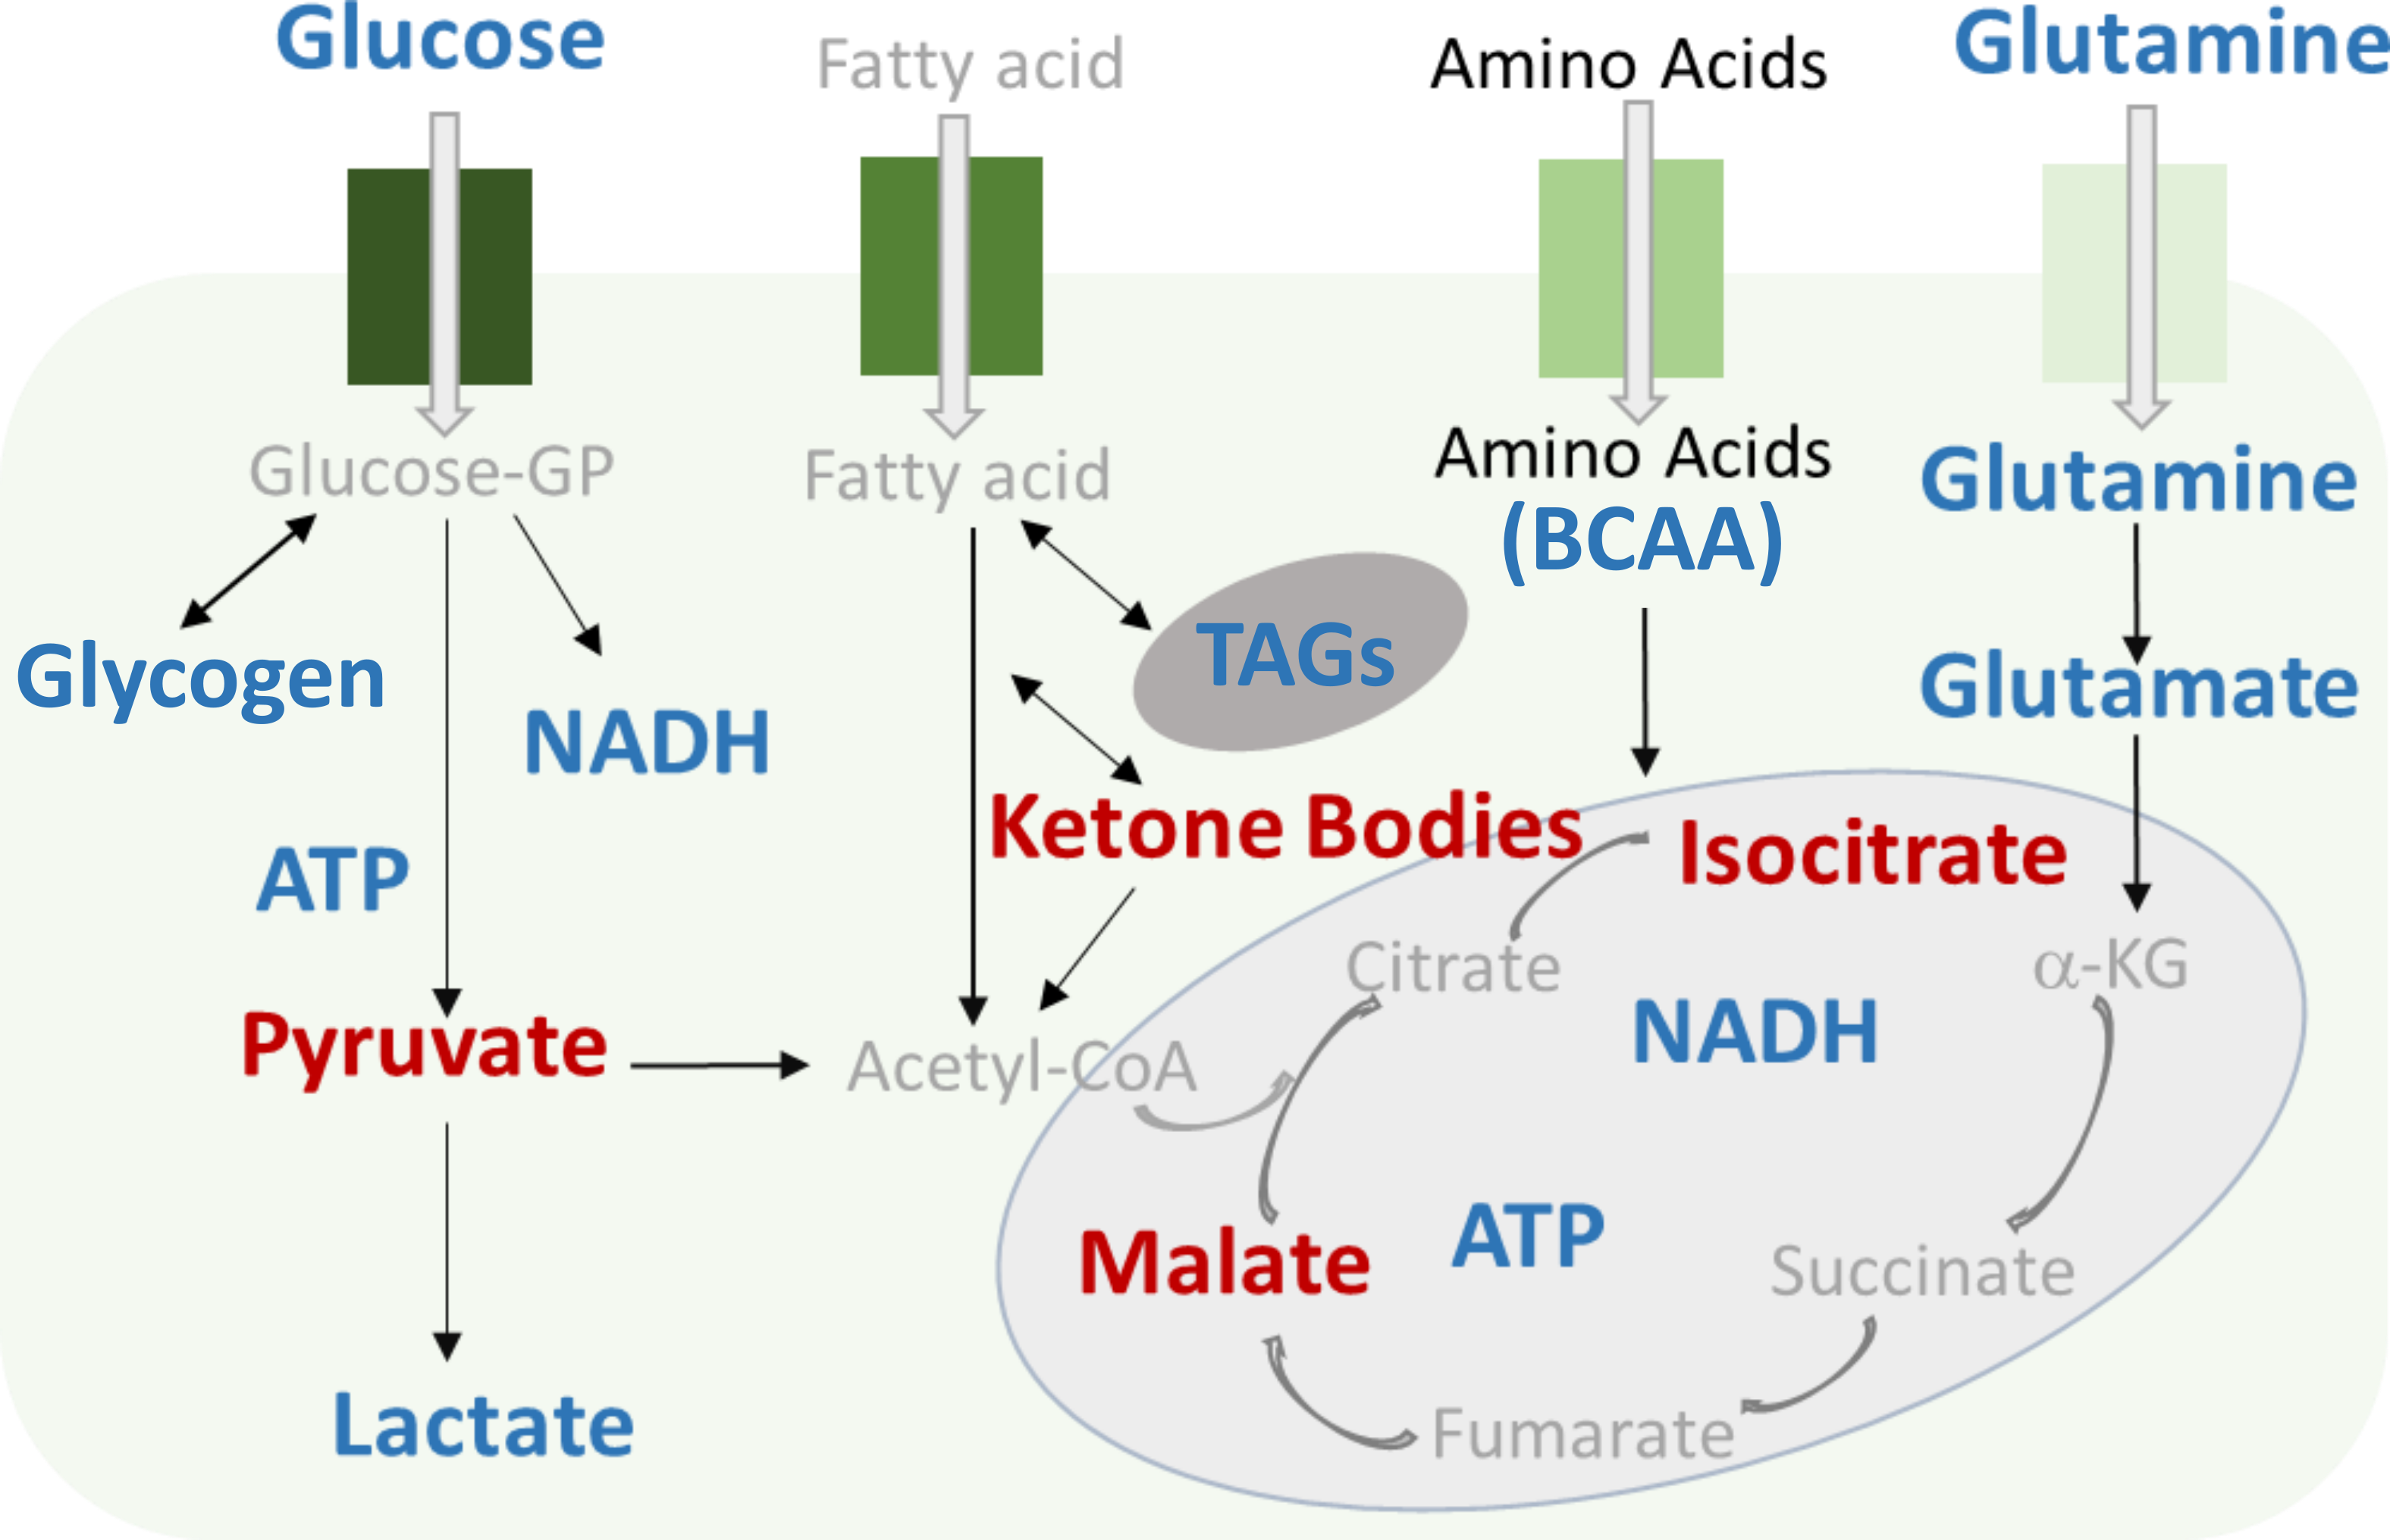 Glucose
Fatty acid
Amino Acids
Glutamine
Glucose-GP
Fatty acid
Amino Acids
(BCAA)
Glutamine
Glycogen
NADH
TAGs
Glutamate
ATP
Ketone Bodies
Isocitrate
Citrate
α-KG
Pyruvate
Acetyl-CoA
NADH
Malate
ATP
Succinate
Lactate
Fumarate